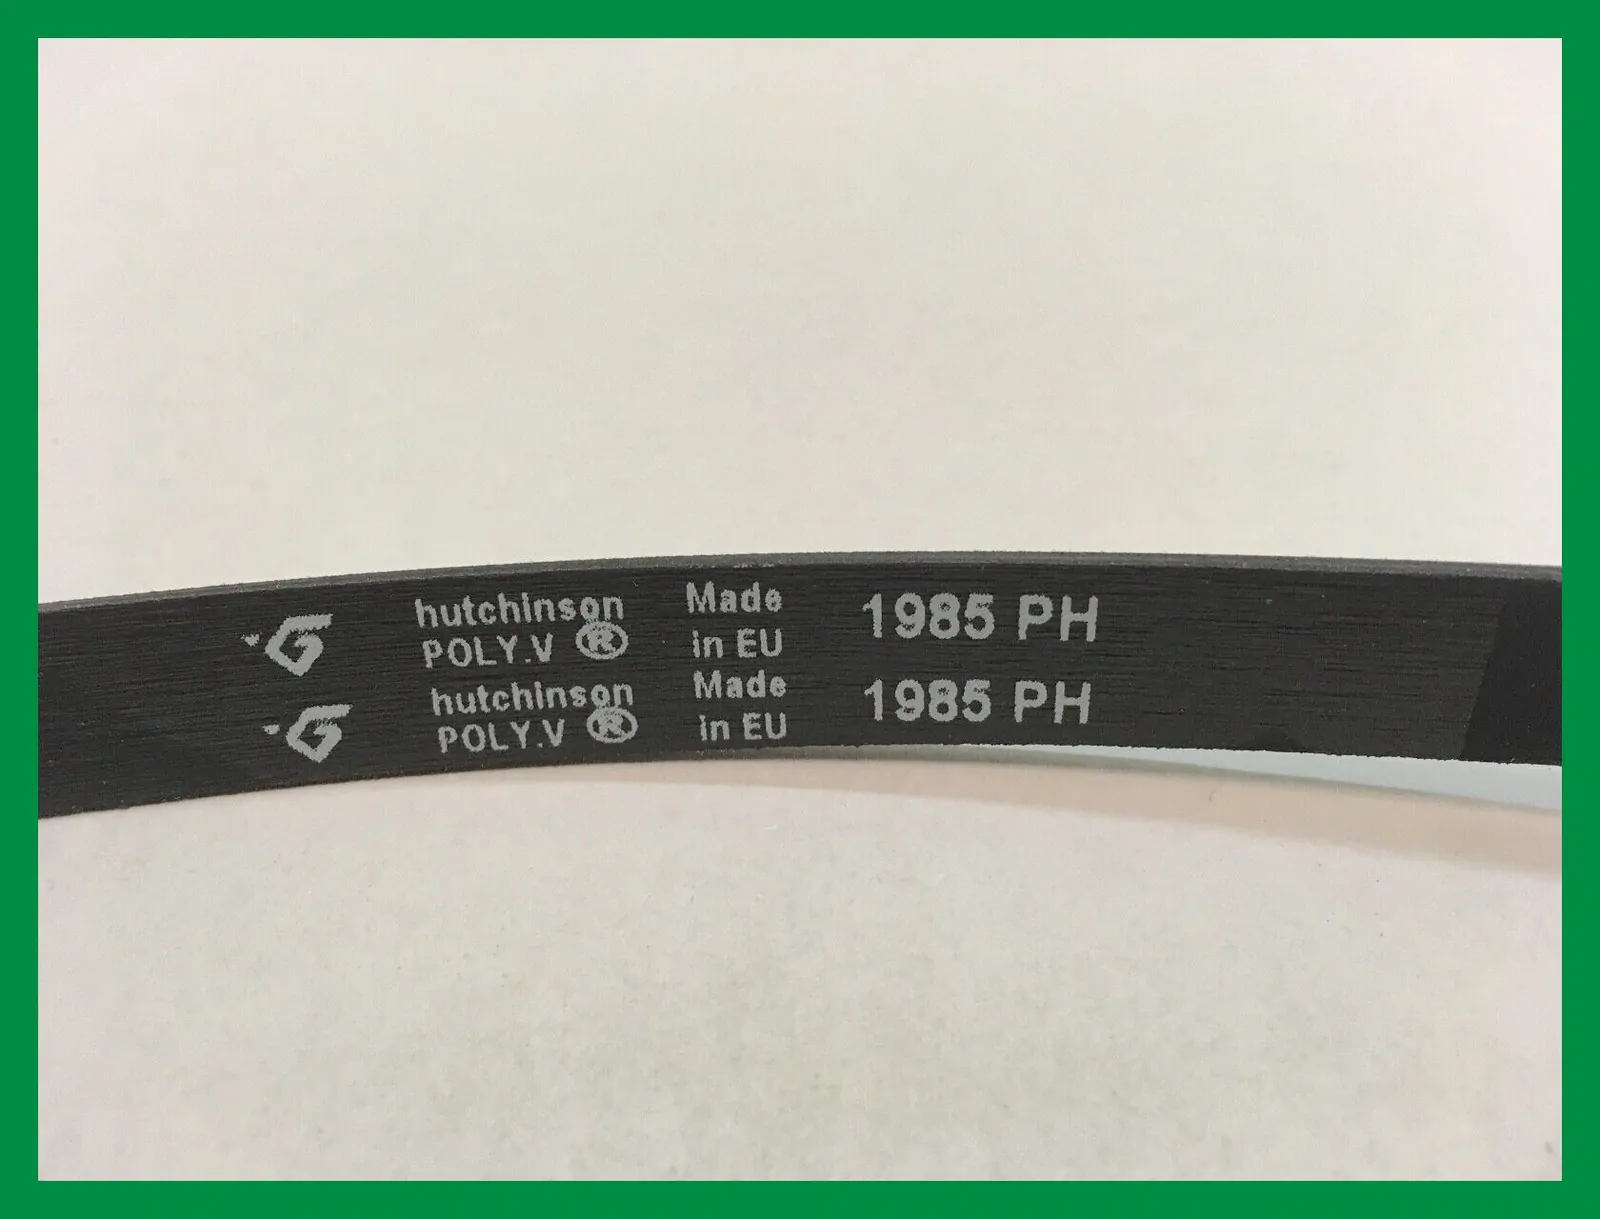 hutchinson Made 1985 PH
POLY.V ® in EU
hutchinson Made 1985 PH
POLY.V ® in EU